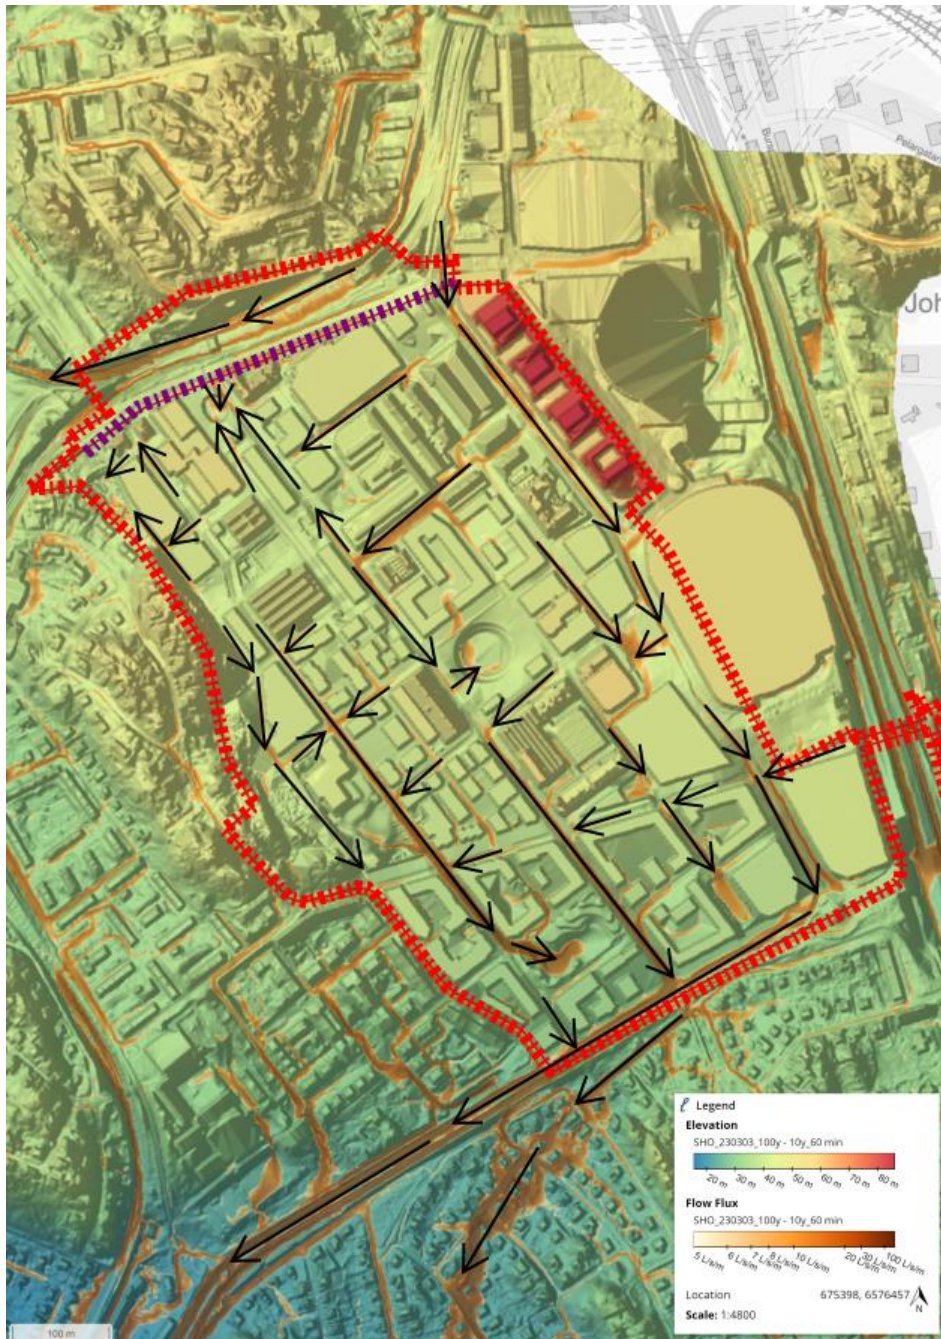 Pelargatan
Joh
Legend
Elevation
SHO_230303_100y - 10y_60 min
20 m 30 m 40 m 50 m 60 m 70 m 80 m
Flow Flux
SHO_230303_100y - 10y_60 min
5 L/s/m 6 L/s/m 7 L/s/m 8 L/s/m 10 L/s/m 20 L/s/m 30 L/s/m 100 L/s/m
Location 675398, 6576457
N
Scale: 1:4800
100 m